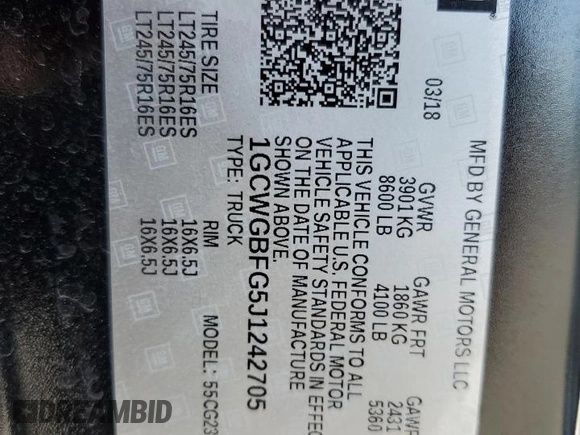 MFD BY GENERAL MOTORS LLC
03/18
GVWR GAWR FRT GAWR
3901 KG 1860 KG 2431
8600 LB 4100 LB 5360
THIS VEHICLE CONFORMS TO ALL
APPLICABLE U.S. FEDERAL MOTOR
VEHICLE SAFETY STANDARDS IN EFFEC
ON THE DATE OF MANUFACTURE
SHOWN ABOVE.
1GCWGBFG5J1242705
TYPE: TRUCK MODEL: 55CG23
TIRE SIZE RIM
LT245/75R16ES 16X6.5J
LT245/75R16ES 16X6.5J
LT245/75R16ES 16X6.5J
GM
DREAMBID